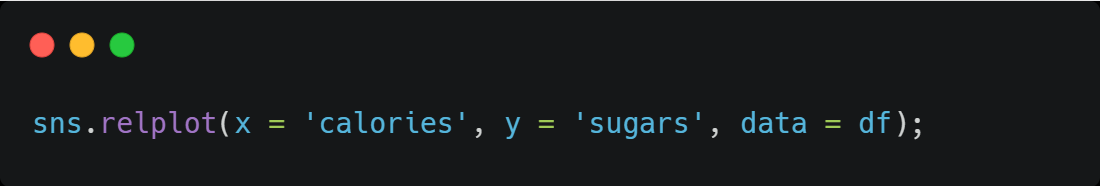 sns.relplot(x = 'calories', y = 'sugars', data = df);